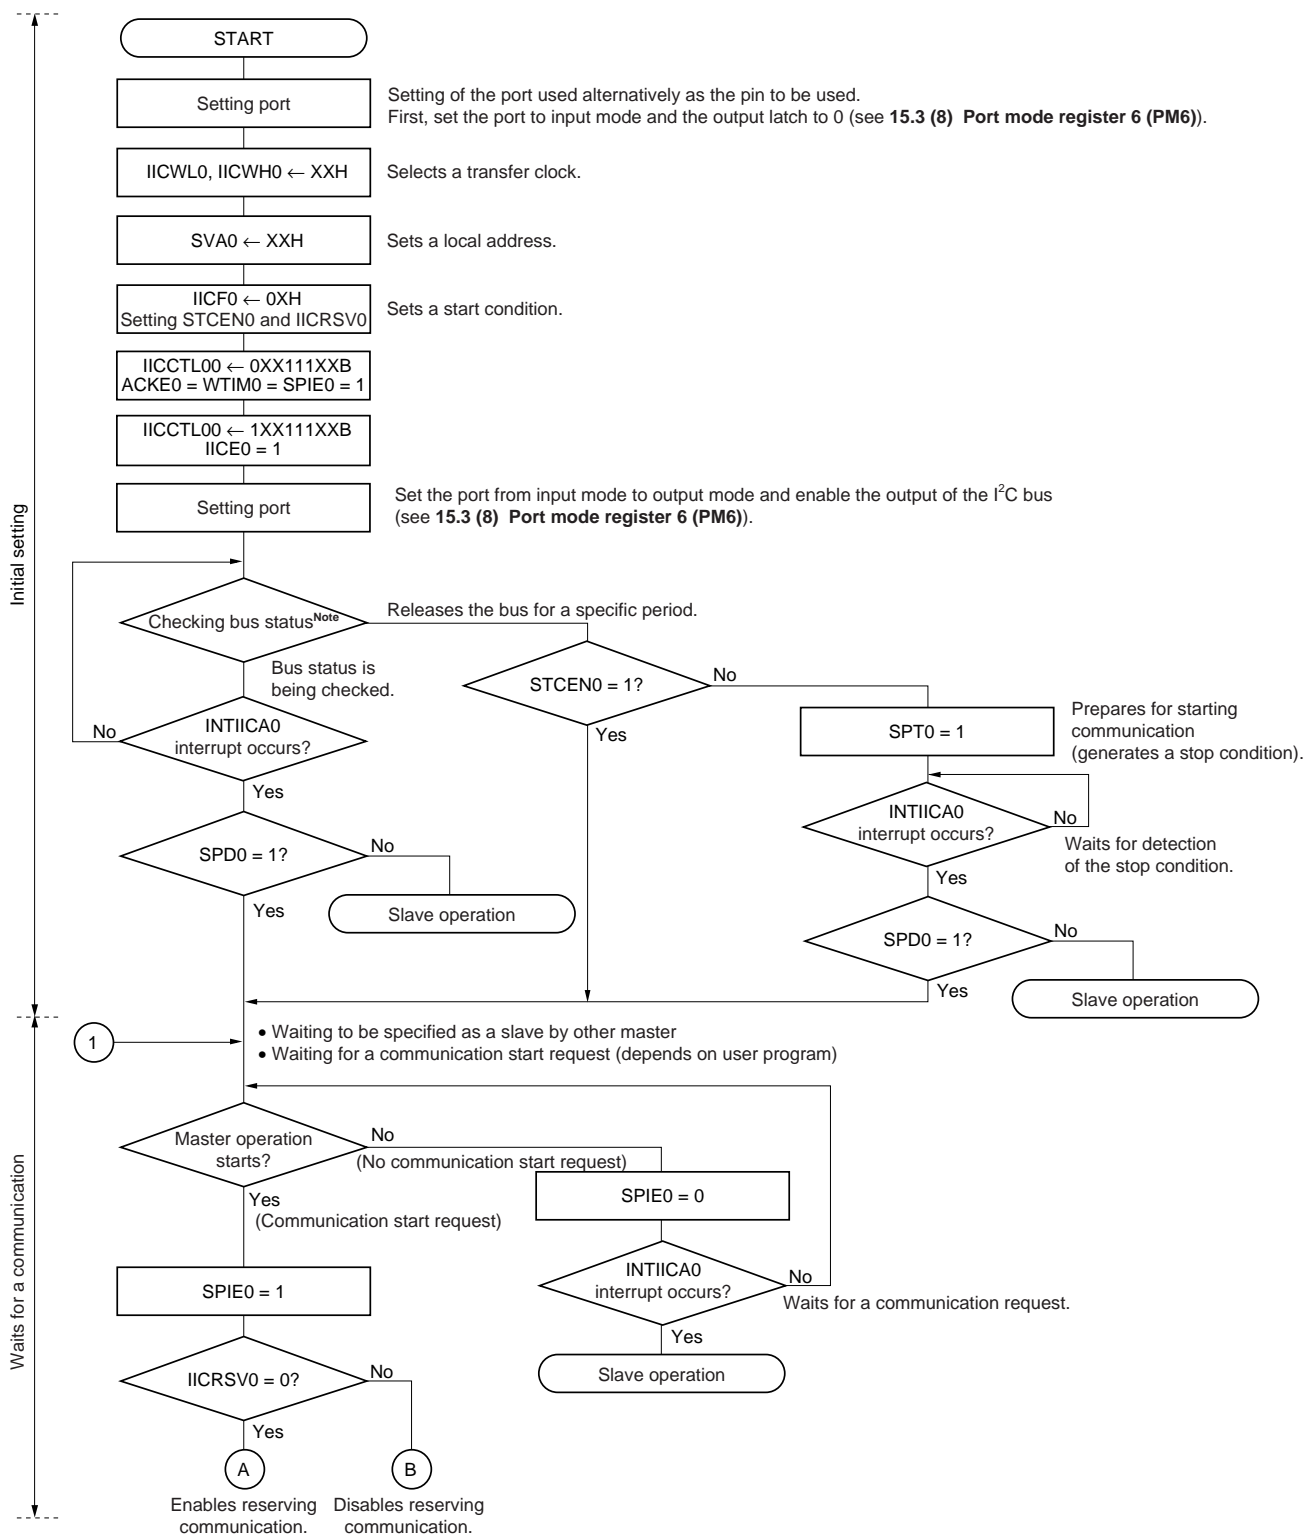 START
Setting port
Setting of the port used alternatively as the pin to be used.
First, set the port to input mode and the output latch to 0 (see 15.3 (8) Port mode register 6 (PM6)).
IICWL0, IICWH0 ← XXH
Selects a transfer clock.
SVA0 ← XXH
Sets a local address.
IICF0 ← 0XH
Setting STCEN0 and IICRSV0
Sets a start condition.
IICCTL00 ← 0XX111XXB
ACKE0 = WTIM0 = SPIE0 = 1
IICCTL00 ← 1XX111XXB
IICE0 = 1
Setting port
Set the port from input mode to output mode and enable the output of the I²C bus
(see 15.3 (8) Port mode register 6 (PM6)).
Initial setting
Checking bus statusNote
Releases the bus for a specific period.
Bus status is
being checked.
STCEN0 = 1?
No
Yes
INTIICA0
interrupt occurs?
No
Yes
SPT0 = 1
Prepares for starting
communication
(generates a stop condition).
INTIICA0
interrupt occurs?
No
Waits for detection
of the stop condition.
Yes
SPD0 = 1?
No
Yes
Slave operation
SPD0 = 1?
No
Yes
Slave operation
1
• Waiting to be specified as a slave by other master
• Waiting for a communication start request (depends on user program)
Waits for a communication
Master operation
starts?
No
(No communication start request)
Yes
(Communication start request)
SPIE0 = 0
INTIICA0
interrupt occurs?
No
Waits for a communication request.
Yes
Slave operation
SPIE0 = 1
IICRSV0 = 0?
No
Yes
A
B
Enables reserving
communication.
Disables reserving
communication.